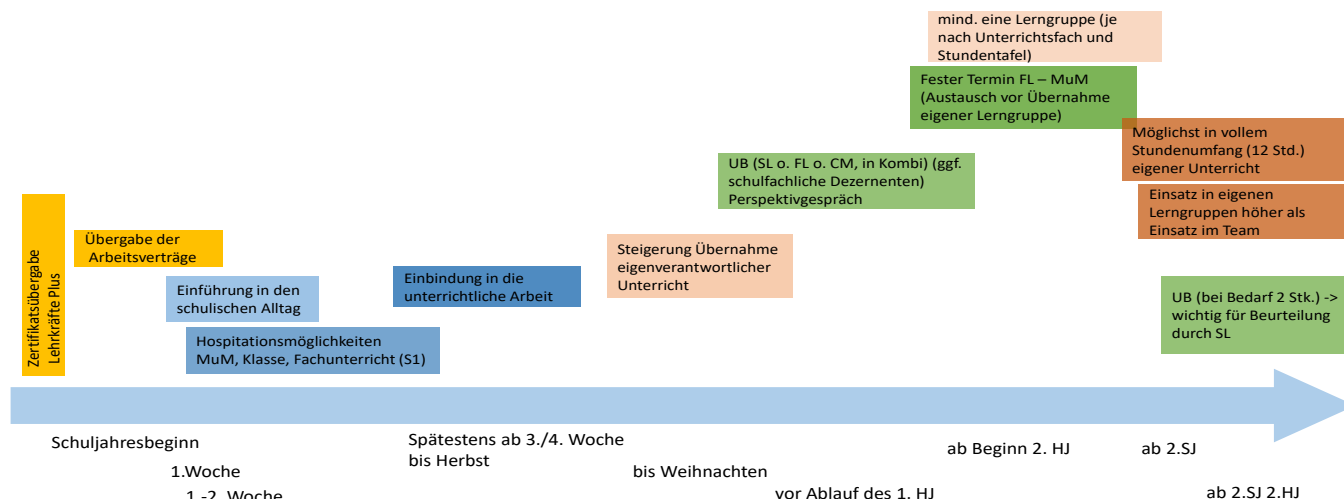 Zertifikatsübergabe
Lehrkräfte Plus
Übergabe der
Arbeitsverträge
Einführung in den
schulischen Alltag
Hospitationsmöglichkeiten
MuM, Klasse, Fachunterricht (S1)
Einbindung in die
unterrichtliche Arbeit
Steigerung Übernahme
eigenverantwortlicher
Unterricht
UB (SL o. FL o. CM, in Kombi) (ggf.
schulfachliche Dezernenten)
Perspektivgespräch
mind. eine Lerngruppe (je
nach Unterrichtsfach und
Stundentafel)
Fester Termin FL – MuM
(Austausch vor Übernahme
eigener Lerngruppe)
Möglichst in vollem
Stundenumfang (12 Std.)
eigener Unterricht
Einsatz in eigenen
Lerngruppen höher als
Einsatz im Team
UB (bei Bedarf 2 Stk.) ->
wichtig für Beurteilung
durch SL
Schuljahresbeginn
1.Woche
1.-2. Woche
Spätestens ab 3./4. Woche
bis Herbst
bis Weihnachten
vor Ablauf des 1. HJ
ab Beginn 2. HJ
ab 2.SJ
ab 2.SJ 2.HJ